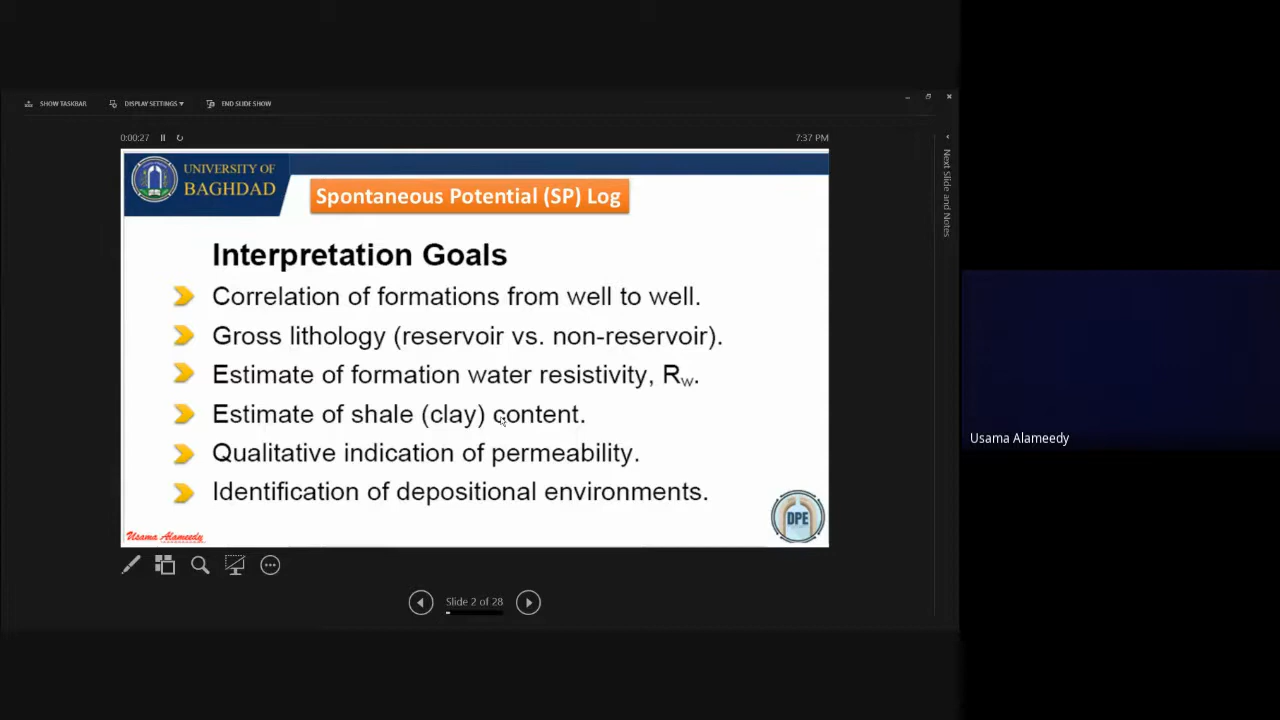 SHOW TASKBAR
DISPLAY SETTINGS ▾
END SLIDE SHOW
0:00:27
7:37 PM
Next Slide and Notes
UNIVERSITY OF
BAGHDAD
Spontaneous Potential (SP) Log
Interpretation Goals
Correlation of formations from well to well.
Gross lithology (reservoir vs. non-reservoir).
Estimate of formation water resistivity, Rw.
Estimate of shale (clay) content.
Qualitative indication of permeability.
Identification of depositional environments.
DPE
Usama Alameedy
Slide 2 of 28
Usama Alameedy